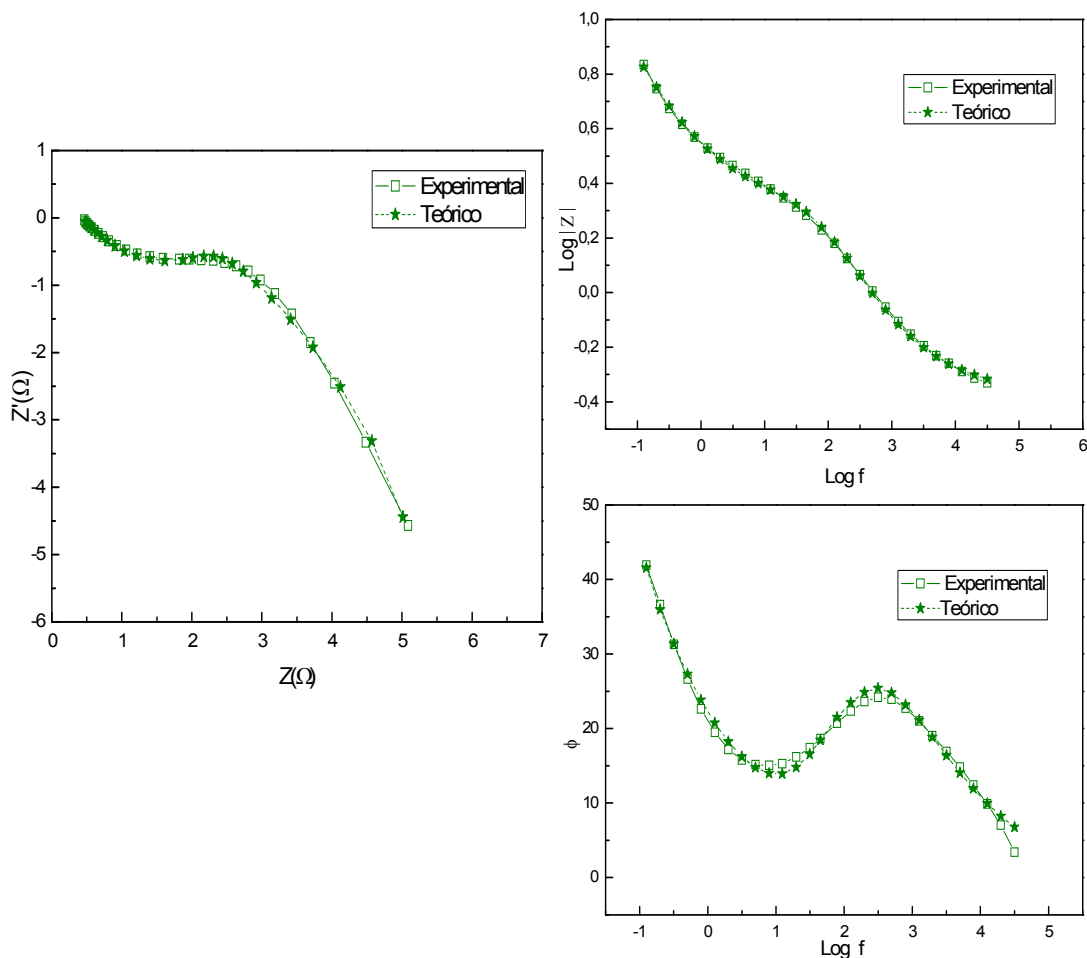 1
0
-1
-2
-3
-4
-5
-6
Z'(Ω)
0 1 2 3 4 5 6 7
Z(Ω)
Experimental
Teórico
1,0
0,8
0,6
0,4
0,2
0,0
-0,2
-0,4
Log |Z|
-1 0 1 2 3 4 5 6
Log f
Experimental
Teórico
50
40
30
20
10
0
ϕ
-1 0 1 2 3 4 5
Log f
Experimental
Teórico